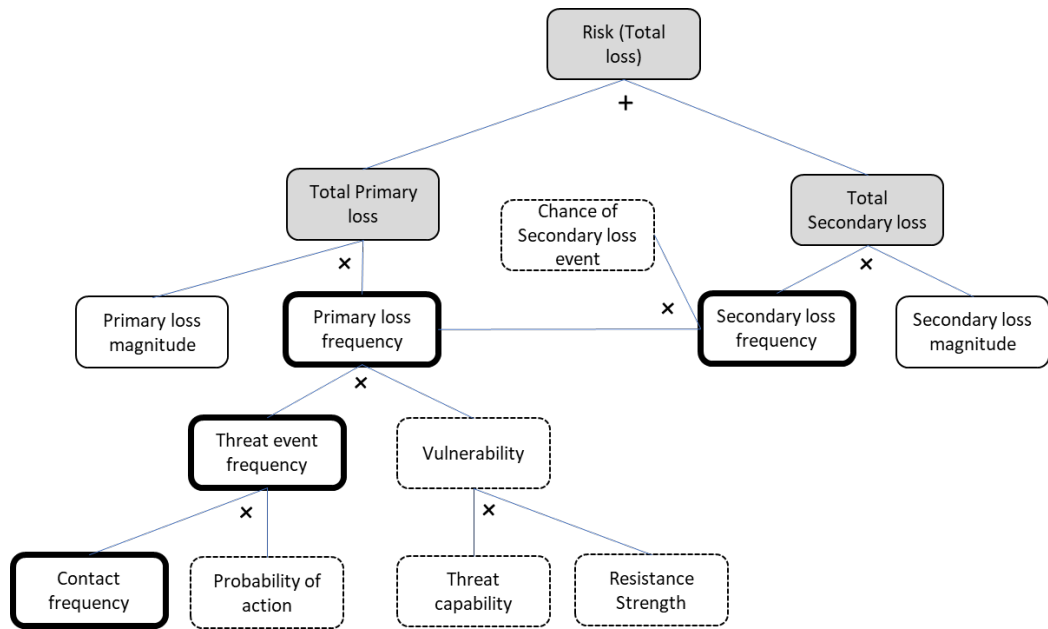 Risk (Total
loss)
+
Total Primary
loss
Chance of
Secondary loss
event
Total
Secondary loss
×
×
Primary loss
magnitude
Primary loss
frequency
×
Secondary loss
frequency
Secondary loss
magnitude
×
Threat event
frequency
Vulnerability
×
×
Contact
frequency
Probability of
action
Threat
capability
Resistance
Strength